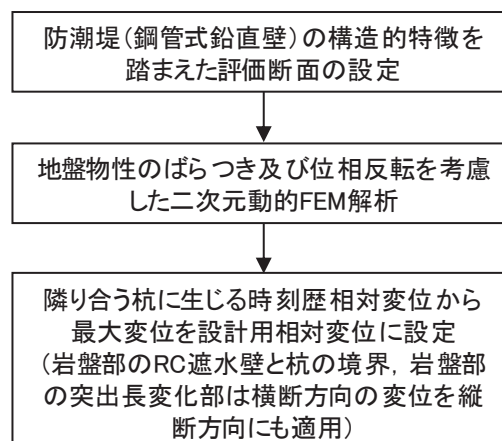 防潮堤(鋼管式鉛直壁)の構造的特徴を
踏まえた評価断面の設定
地盤物性のばらつき及び位相反転を考慮
した二次元動的FEM解析
隣り合う杭に生じる時刻歴相対変位から
最大変位を設計用相対変位に設定
(岩盤部のRC遮水壁と杭の境界,岩盤部
の突出長変化部は横断方向の変位を縦
断方向にも適用)